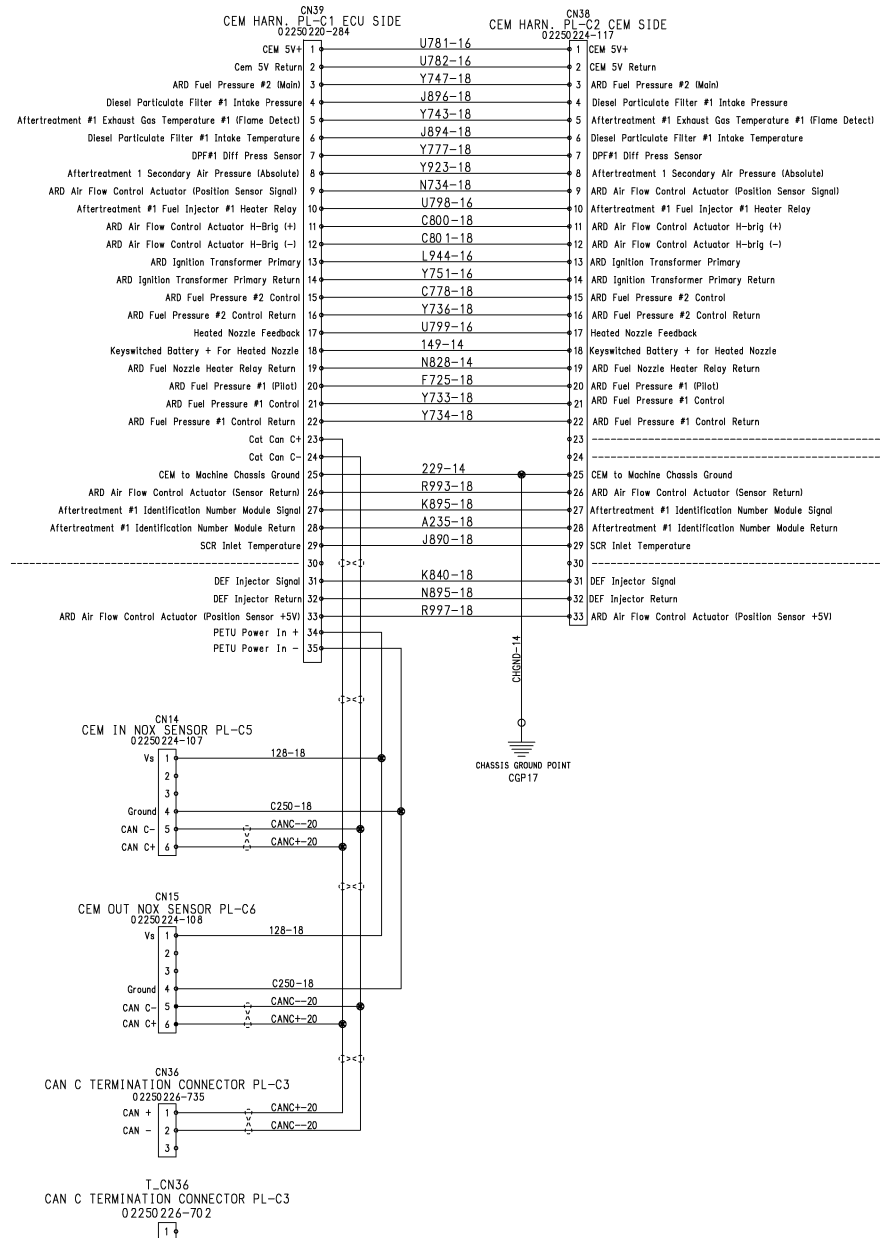 CN39
CEM HARN. PL-C1 ECU SIDE
02250220-284
CN38
CEM HARN. PL-C2 CEM SIDE
02250224-117
CEM 5V+ 1 U781-16 1 CEM 5V+
Cem 5V Return 2 U782-16 2 CEM 5V Return
ARD Fuel Pressure #2 (Main) 3 Y747-18 3 ARD Fuel Pressure #2 (Main)
Diesel Particulate Filter #1 Intake Pressure 4 J896-18 4 Diesel Particulate Filter #1 Intake Pressure
Aftertreatment #1 Exhaust Gas Temperature #1 (Flame Detect) 5 Y743-18 5 Aftertreatment #1 Exhaust Gas Temperature #1 (Flame Detect)
Diesel Particulate Filter #1 Intake Temperature 6 J894-18 6 Diesel Particulate Filter #1 Intake Temperature
DPF#1 Diff Press Sensor 7 Y777-18 7 DPF#1 Diff Press Sensor
Aftertreatment 1 Secondary Air Pressure (Absolute) 8 Y923-18 8 Aftertreatment 1 Secondary Air Pressure (Absolute)
ARD Air Flow Control Actuator (Position Sensor Signal) 9 N734-18 9 ARD Air Flow Control Actuator (Position Sensor Signal)
Aftertreatment #1 Fuel Injector #1 Heater Relay 10 U798-16 10 Aftertreatment #1 Fuel Injector #1 Heater Relay
ARD Air Flow Control Actuator H-Brig (+) 11 C800-18 11 ARD Air Flow Control Actuator H-brig (+)
ARD Air Flow Control Actuator H-Brig (-) 12 C801-18 12 ARD Air Flow Control Actuator H-brig (-)
ARD Ignition Transformer Primary 13 L944-16 13 ARD Ignition Transformer Primary
ARD Ignition Transformer Primary Return 14 Y751-16 14 ARD Ignition Transformer Primary Return
ARD Fuel Pressure #2 Control 15 C778-18 15 ARD Fuel Pressure #2 Control
ARD Fuel Pressure #2 Control Return 16 Y736-18 16 ARD Fuel Pressure #2 Control Return
Heated Nozzle Feedback 17 U799-16 17 Heated Nozzle Feedback
Keyswitched Battery + For Heated Nozzle 18 149-14 18 Keyswitched Battery + for Heated Nozzle
ARD Fuel Nozzle Heater Relay Return 19 N828-14 19 ARD Fuel Nozzle Heater Relay Return
ARD Fuel Pressure #1 (Pilot) 20 F725-18 20 ARD Fuel Pressure #1 (Pilot)
ARD Fuel Pressure #1 Control 21 Y733-18 21 ARD Fuel Pressure #1 Control
ARD Fuel Pressure #1 Control Return 22 Y734-18 22 ARD Fuel Pressure #1 Control Return
Cat Can C+ 23 23
Cat Can C- 24 24
CEM to Machine Chassis Ground 25 229-14 25 CEM to Machine Chassis Ground
ARD Air Flow Control Actuator (Sensor Return) 26 R993-18 26 ARD Air Flow Control Actuator (Sensor Return)
Aftertreatment #1 Identification Number Module Signal 27 K895-18 27 Aftertreatment #1 Identification Number Module Signal
Aftertreatment #1 Identification Number Module Return 28 A235-18 28 Aftertreatment #1 Identification Number Module Return
SCR Inlet Temperature 29 J890-18 29 SCR Inlet Temperature
30 30
DEF Injector Signal 31 K840-18 31 DEF Injector Signal
DEF Injector Return 32 N895-18 32 DEF Injector Return
ARD Air Flow Control Actuator (Position Sensor +5V) 33 R997-18 33 ARD Air Flow Control Actuator (Position Sensor +5V)
PETU Power In + 34
PETU Power In - 35
CHGND-14
CHASSIS GROUND POINT
CGP17
CN14
CEM IN NOX SENSOR PL-C5
02250224-107
Vs 1 128-18
2
3
Ground 4 C250-18
CAN C- 5 CANC--20
CAN C+ 6 CANC+-20
CN15
CEM OUT NOX SENSOR PL-C6
02250224-108
Vs 1 128-18
2
3
Ground 4 C250-18
CAN C- 5 CANC--20
CAN C+ 6 CANC+-20
CN36
CAN C TERMINATION CONNECTOR PL-C3
02250226-735
CAN + 1 CANC+-20
CAN - 2 CANC--20
3
T_CN36
CAN C TERMINATION CONNECTOR PL-C3
02250226-702
1